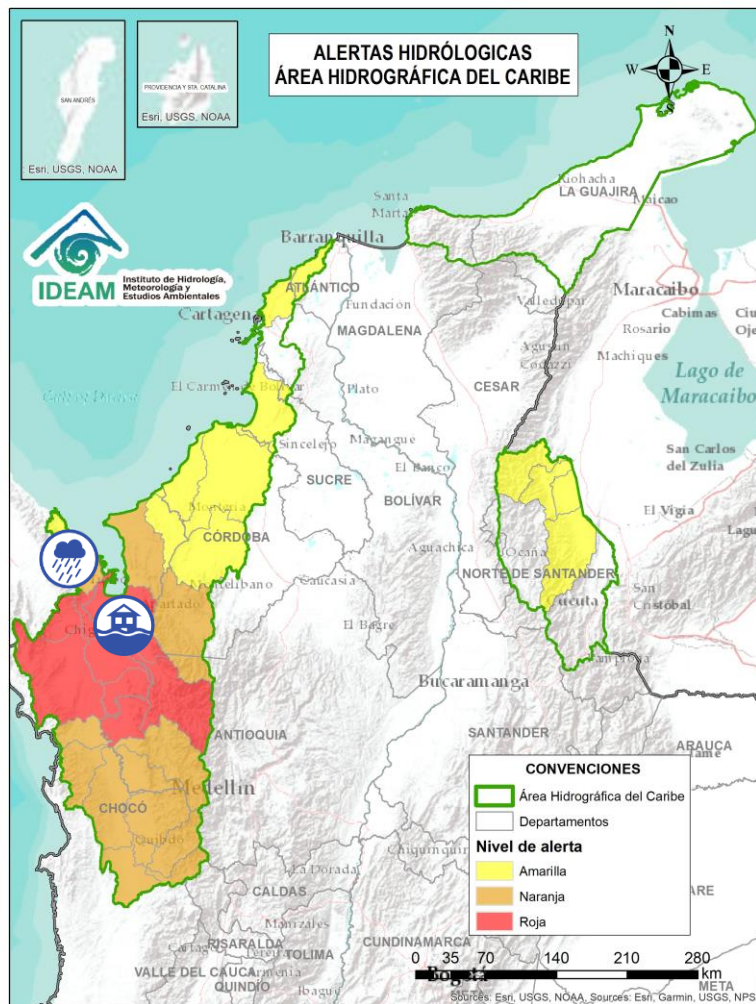 ALERTAS HIDRÓLOGICAS
ÁREA HIDROGRÁFICA DEL CARIBE
N
W
E
S
SAN ANDRÉS
Esri, USGS, NOAA
PROVIDENCIA Y STA. CATALINA
Esri, USGS, NOAA
IDEAM
Instituto de Hidrología,
Meteorología y
Estudios Ambientales
Riohacha
LA GUAJIRA
Maicao
Santa
Marta
Barranquilla
ATLÁNTICO
Cartagena
Fundación
Valledupar
Maracaibo
Cabimas
MAGDALENA
Rosario
Agustín
Codazzi
Machiques
El Carmen de Bolívar
Plato
CESAR
Lago de
Maracaibo
Sincelejo
Magangué
San Carlos
del Zulia
El Banco
SUCRE
BOLÍVAR
Montería
CÓRDOBA
El Vigía
Ocaña
Aguachica
NORTE DE SANTANDER
Montelíbano
Caucasia
San
Cristóbal
El Bagre
Bucaramanga
ANTIOQUIA
SANTANDER
ARAUCA
CHOCÓ
Medellín
Quibdó
La Dorada
CALDAS
Manizales
RISARALDA
TOLIMA
CUNDINAMARCA
VALLE DEL CAUCA
QUINDÍO
Ibagué
Bogotá
META
CONVENCIONES
Área Hidrográfica del Caribe
Departamentos
Nivel de alerta
Amarilla
Naranja
Roja
0 35 70 140 210 280
km
Sources: Esri, USGS, NOAA, Sources: Esri, Garmin, USGS, NPS